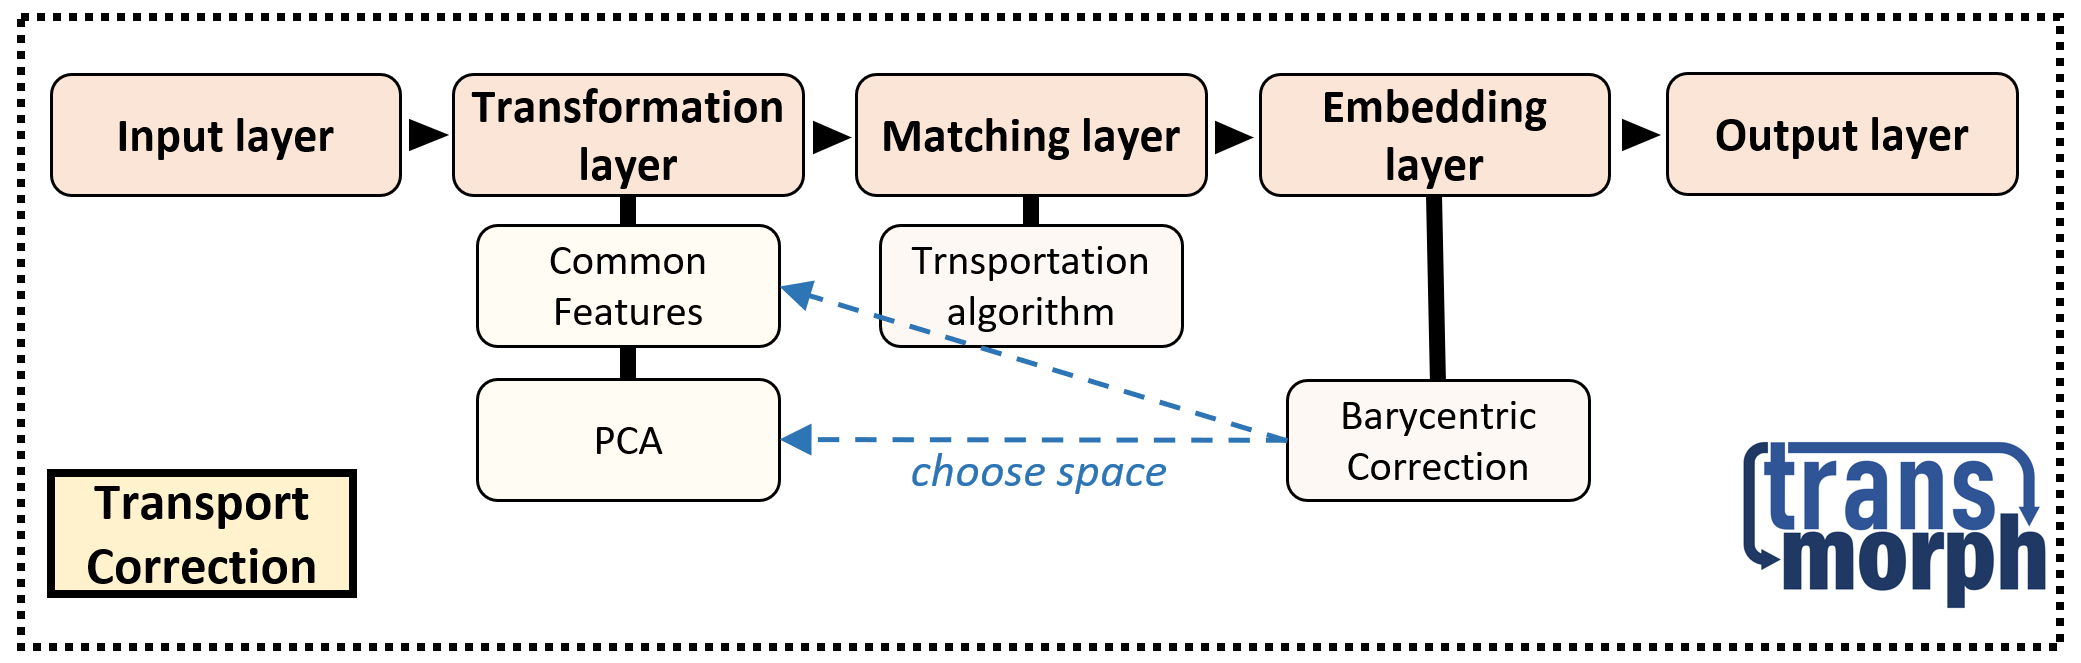 Input layer
Transformation
layer
Matching layer
Embedding
layer
Output layer
Common
Features
Trnsportation
algorithm
PCA
choose space
Barycentric
Correction
Transport
Correction
trans
morph